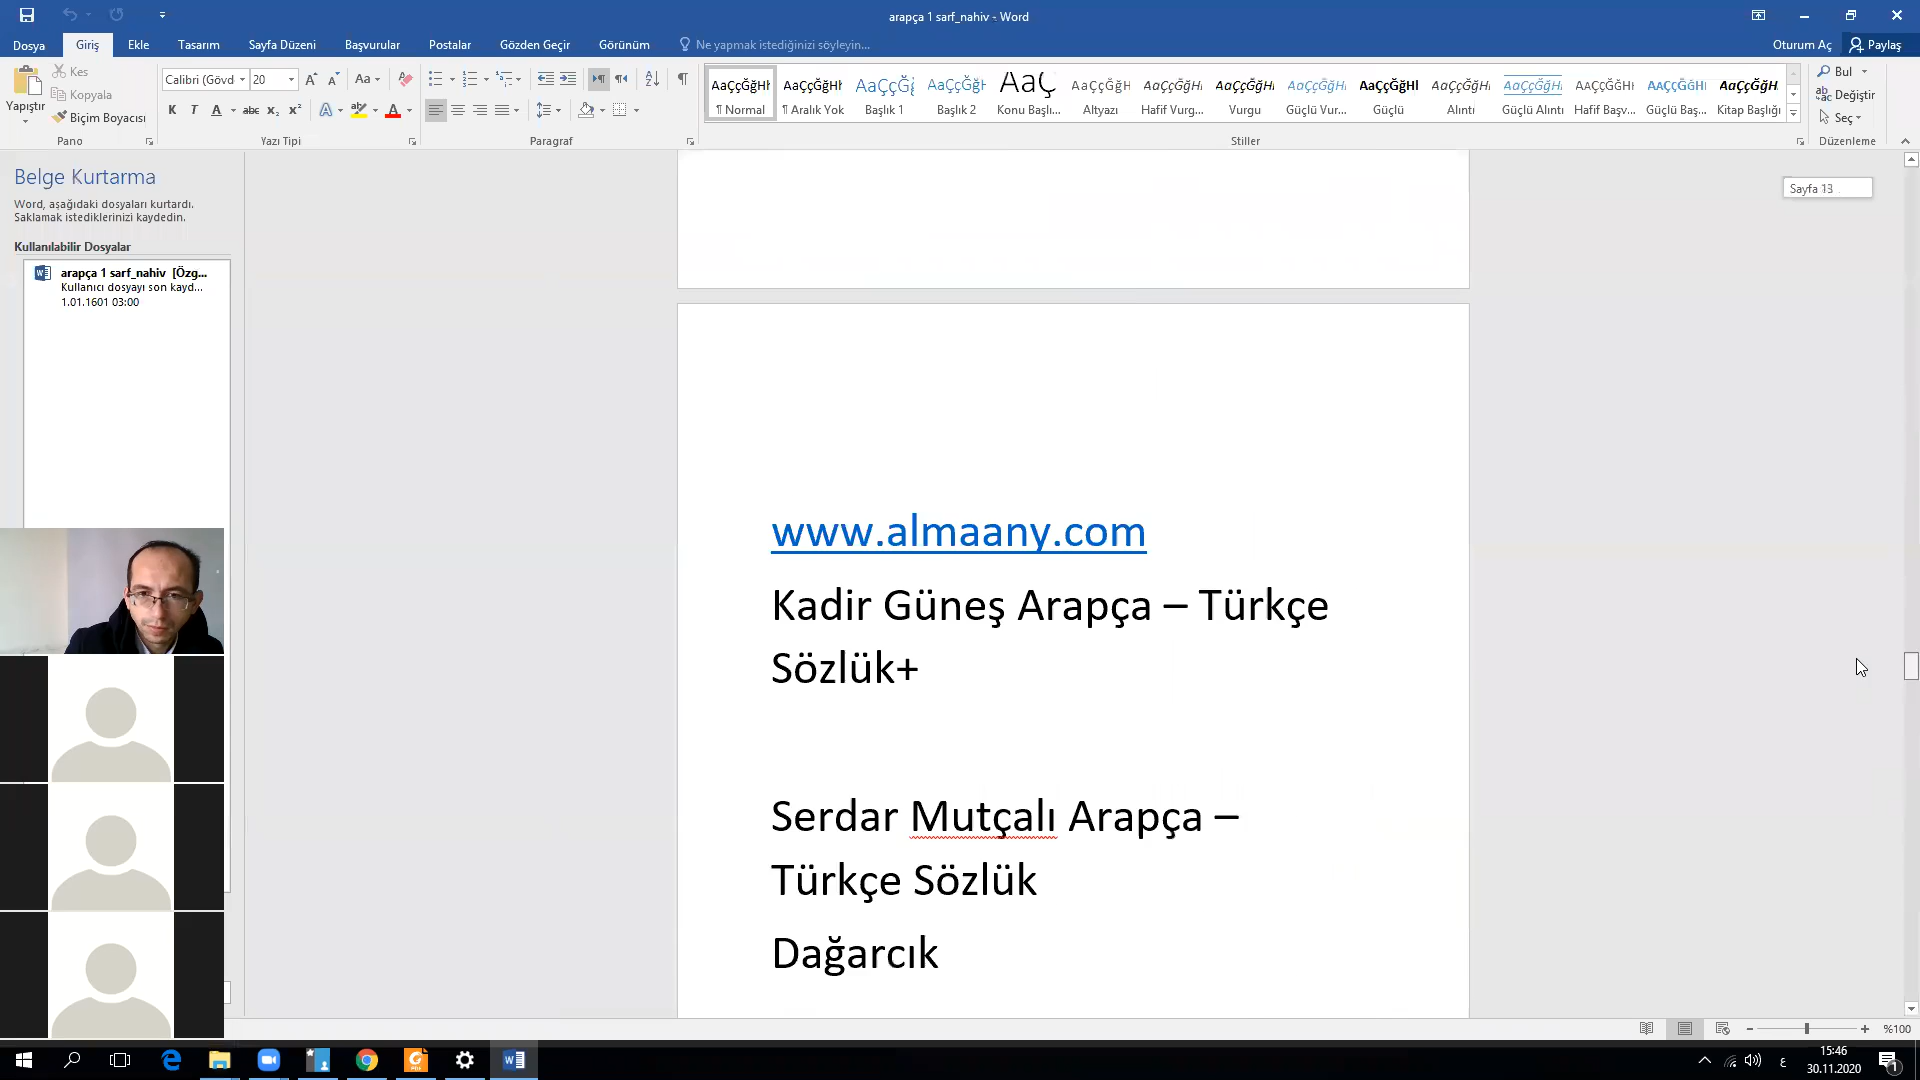 arapça 1 sarf_nahiv - Word
Dosya Giriş Ekle Tasarım Sayfa Düzeni Başvurular Postalar Gözden Geçir Görünüm Ne yapmak istediğinizi söyleyin... Oturum Aç Paylaş
Yapıştır
Kes
Kopyala
Biçim Boyacısı
Pano
Calibri (Gövd 20
Yazı Tipi
Paragraf
¶ Normal ¶ Aralık Yok Başlık 1 Başlık 2 Konu Başlı... Altyazı Hafif Vurg... Vurgu Güçlü Vur... Güçlü Alıntı Güçlü Alıntı Hafif Başv... Güçlü Baş... Kitap Başlığı
Stiller
Bul
Değiştir
Seç
Düzenleme
Belge Kurtarma
Word, aşağıdaki dosyaları kurtardı.
Saklamak istediklerinizi kaydedin.
Kullanılabilir Dosyalar
arapça 1 sarf_nahiv [Özg...
Kullanıcı dosyayı son kayd...
1.01.1601 03:00
Sayfa 13
www.almaany.com
Kadir Güneş Arapça – Türkçe
Sözlük+
Serdar Mutçalı Arapça –
Türkçe Sözlük
Dağarcık
%100
ع
15:46
30.11.2020
1